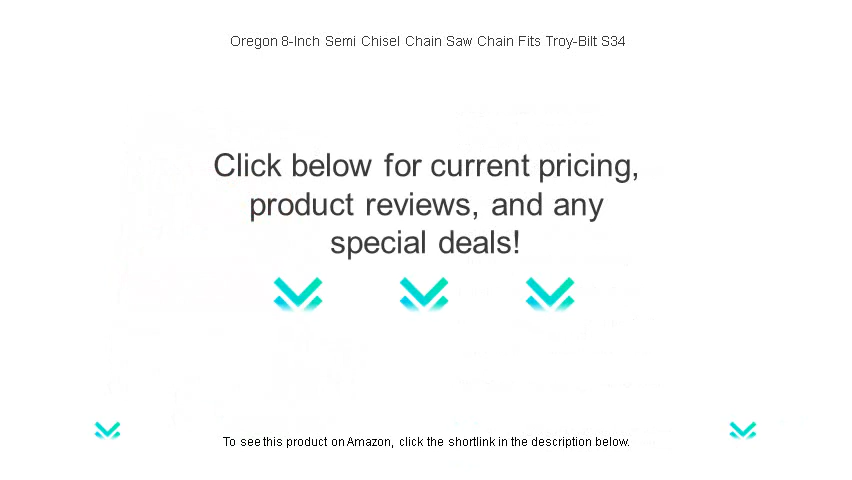 Oregon 8-Inch Semi Chisel Chain Saw Chain Fits Troy-Bilt S34
Click below for current pricing,
product reviews, and any
special deals!
To see this product on Amazon, click the shortlink in the description below.